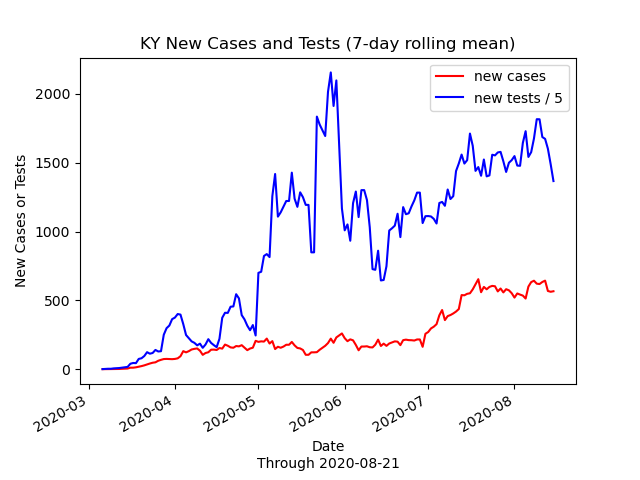 KY New Cases and Tests (7-day rolling mean)
new cases
new tests / 5
New Cases or Tests
2000
1500
1000
500
0
2020-03
2020-04
2020-05
2020-06
2020-07
2020-08
Date
Through 2020-08-21